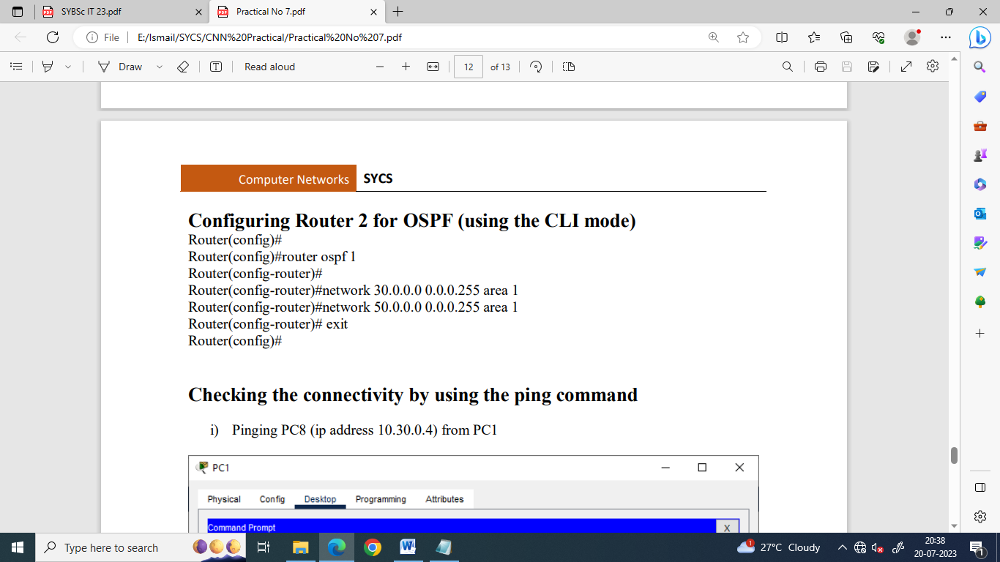 SYBSc IT 23.pdf
Practical No 7.pdf
File
E:/Ismail/SYCS/CNN%20Practical/Practical%20No%207.pdf
Draw
Read aloud
12
of 13
Computer Networks
SYCS
Configuring Router 2 for OSPF (using the CLI mode)
Router(config)#
Router(config)#router ospf 1
Router(config-router)#
Router(config-router)#network 30.0.0.0 0.0.0.255 area 1
Router(config-router)#network 50.0.0.0 0.0.0.255 area 1
Router(config-router)# exit
Router(config)#
Checking the connectivity by using the ping command
i) Pinging PC8 (ip address 10.30.0.4) from PC1
PC1
Physical Config Desktop Programming Attributes
Command Prompt
X
Type here to search
27°C Cloudy
20:38
20-07-2023